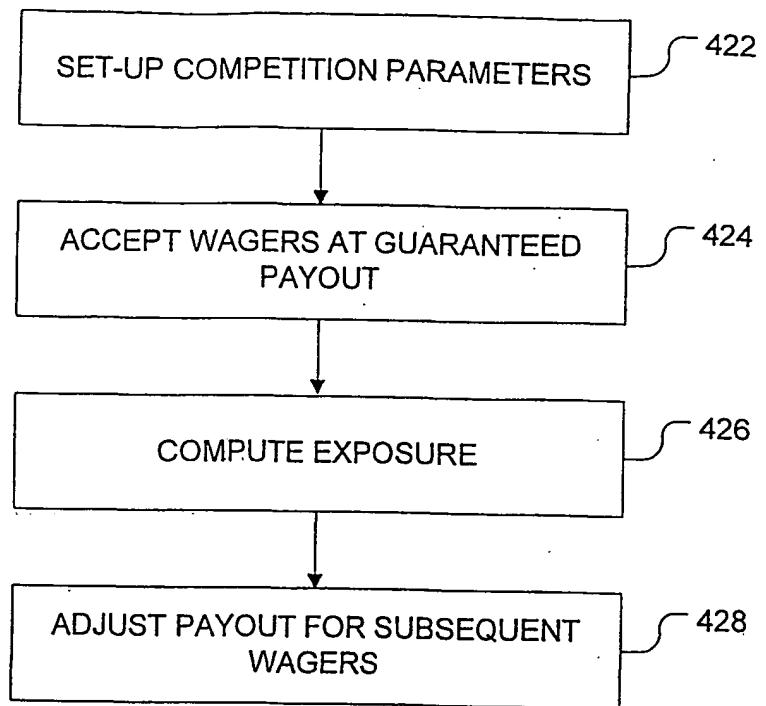 SET-UP COMPETITION PARAMETERS
422
ACCEPT WAGERS AT GUARANTEED
PAYOUT
424
COMPUTE EXPOSURE
426
ADJUST PAYOUT FOR SUBSEQUENT
WAGERS
428